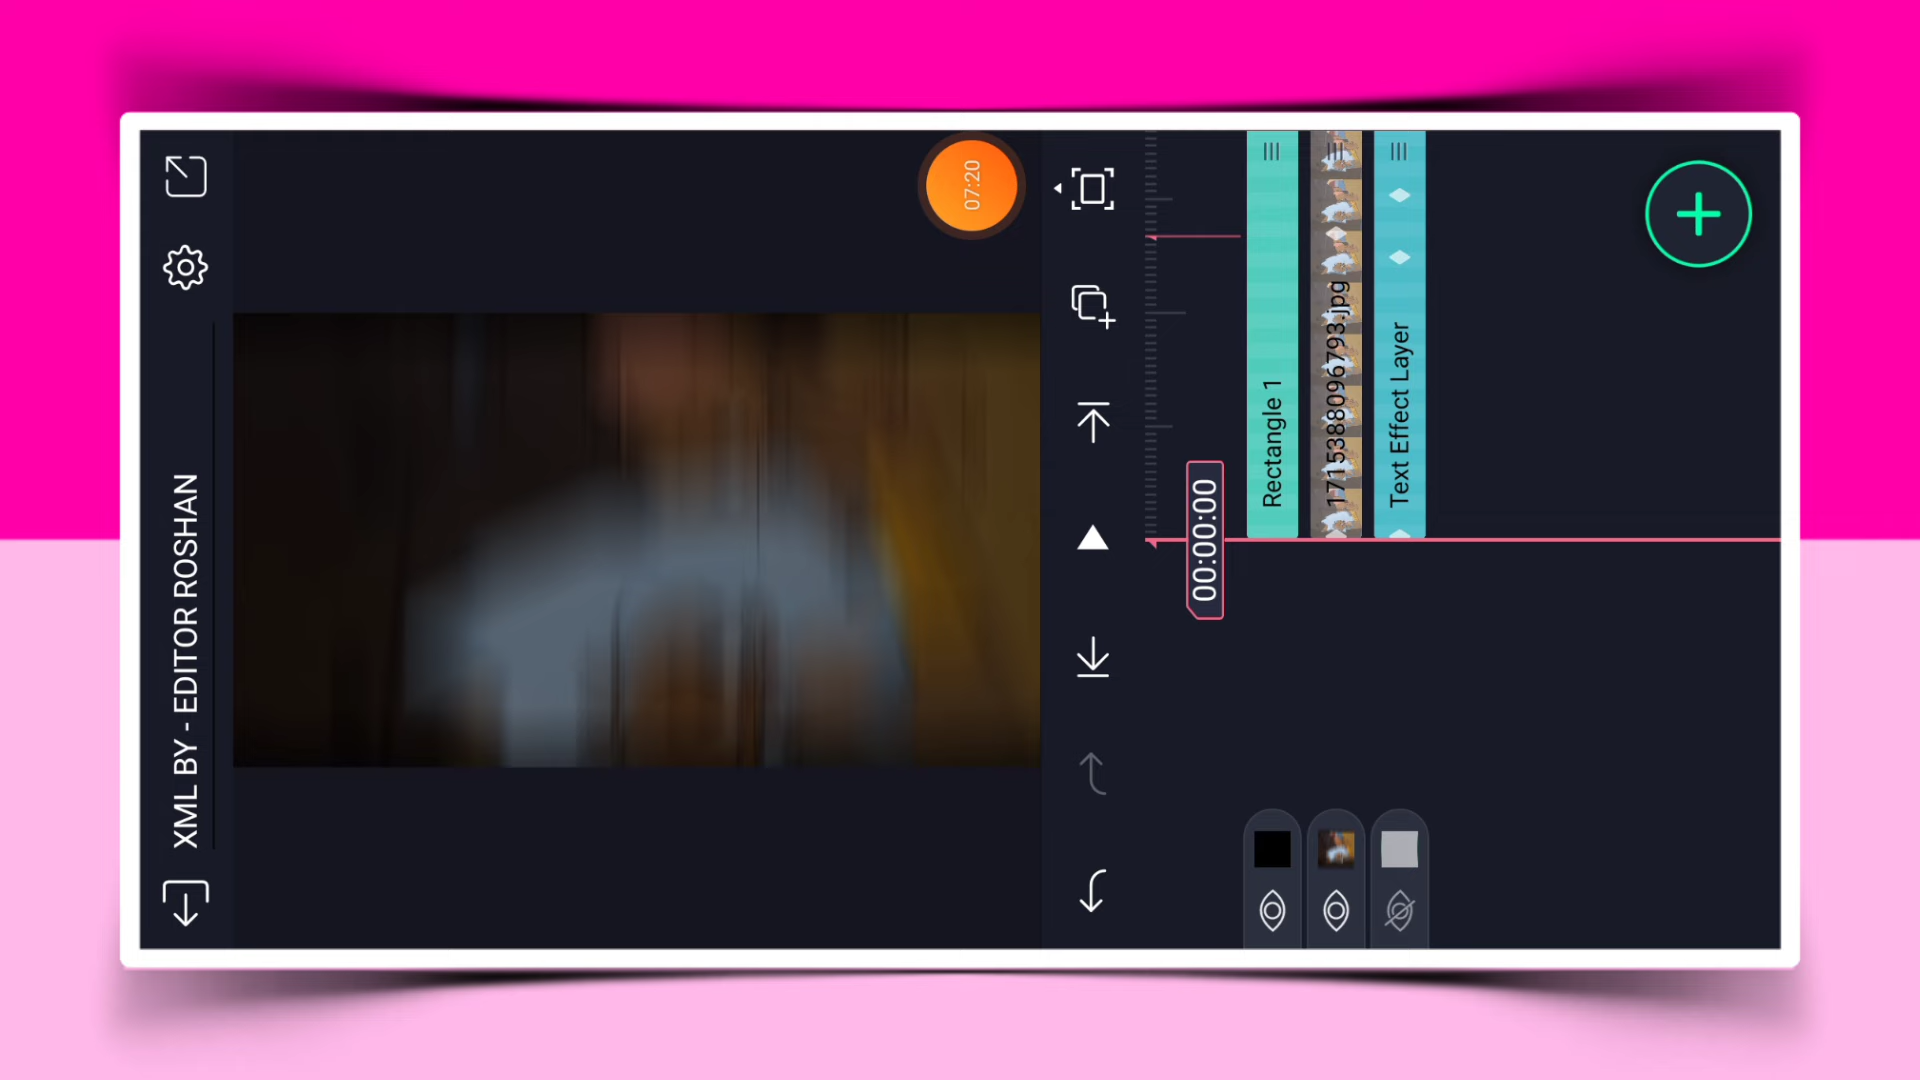 XML BY - EDITOR ROSHAN
07:20
00:00:00
Rectangle 1
1715388096793.jpg
Text Effect Layer